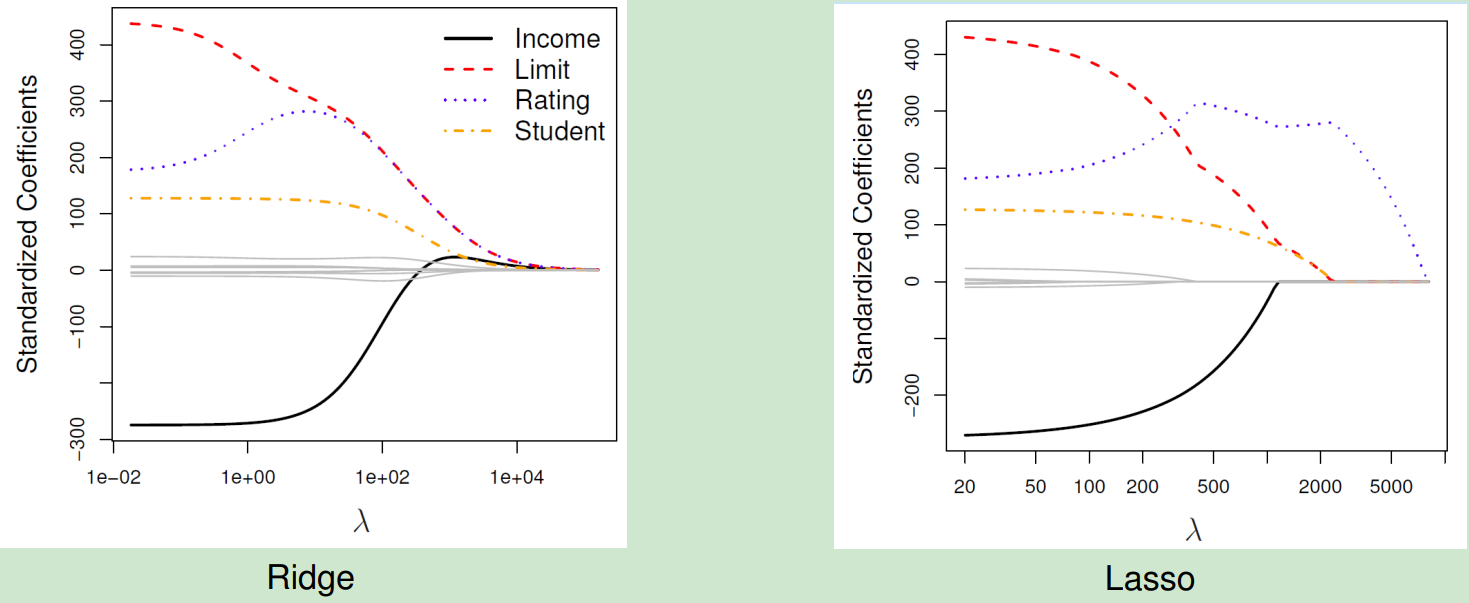 Standardized Coefficients
400
300
200
100
0
−100
−300
Income
Limit
Rating
Student
1e−02
1e+00
1e+02
1e+04
λ
Ridge
Standardized Coefficients
400
300
200
100
0
−200
20
50
100
200
500
2000
5000
λ
Lasso